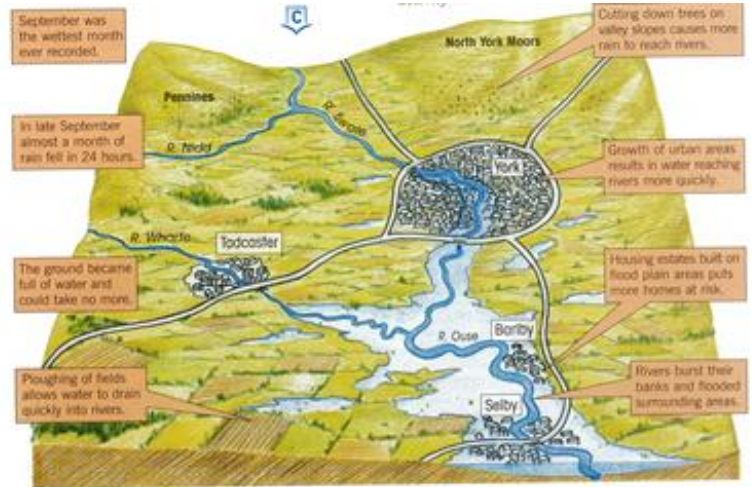 C
September was
the wettest month
ever recorded.
Cutting down trees on
valley slopes causes more
rain to reach rivers.
North York Moors
Pennines
In late September
almost a month of
rain fell in 24 hours.
R. Nidd
R. Swale
York
Growth of urban areas
results in water reaching
rivers more quickly.
R. Wharfe
Tadcaster
The ground became
full of water and
could take no more.
Housing estates built on
flood plain areas puts
more homes at risk.
R. Ouse
Barlby
Ploughing of fields
allows water to drain
quickly into rivers.
Selby
Rivers burst their
banks and flooded
surrounding areas.